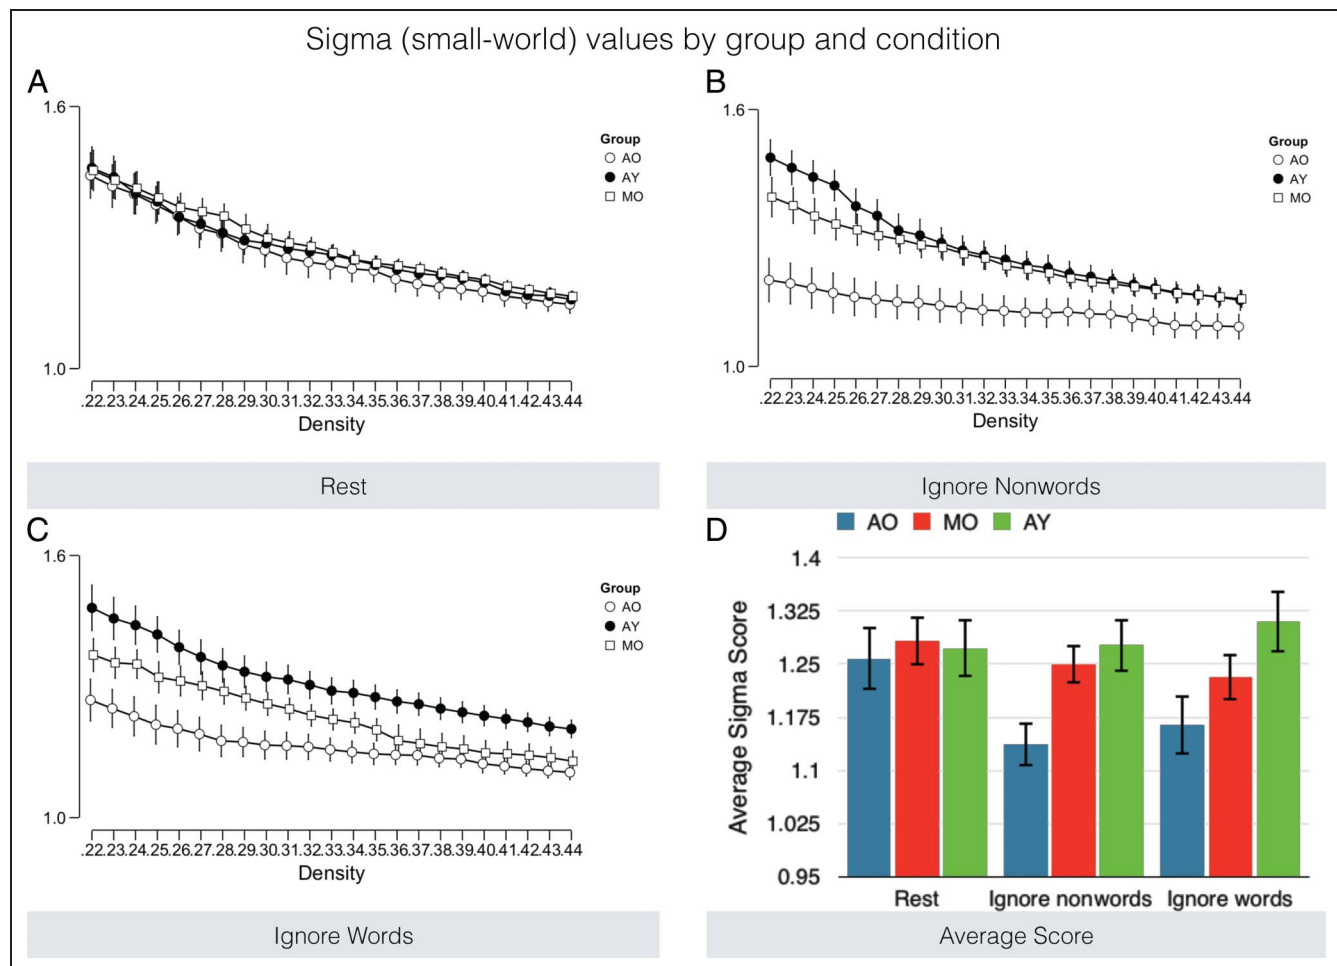 Sigma (small-world) values by group and condition
A
1.6
1.0
Group
AO
AY
MO
.22.23.24.25.26.27.28.29.30.31.32.33.34.35.36.37.38.39.40.41.42.43.44
Density
Rest
B
1.6
1.0
Group
AO
AY
MO
.22.23.24.25.26.27.28.29.30.31.32.33.34.35.36.37.38.39.40.41.42.43.44
Density
Ignore Nonwords
C
1.6
1.0
Group
AO
AY
MO
.22.23.24.25.26.27.28.29.30.31.32.33.34.35.36.37.38.39.40.41.42.43.44
Density
Ignore Words
D
AO MO AY
Average Sigma Score
1.4
1.325
1.25
1.175
1.1
1.025
0.95
Rest Ignore nonwords Ignore words
Average Score